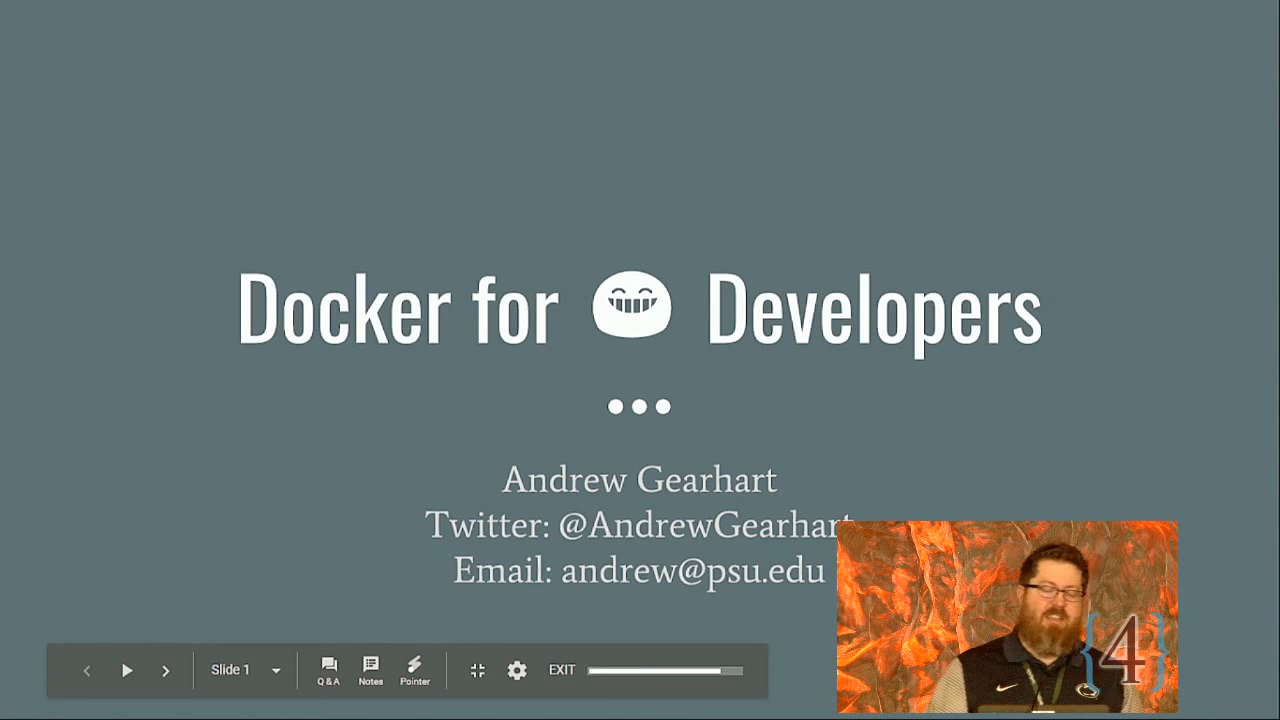 Docker for Developers
Andrew Gearhart
Twitter: @AndrewGearhart
Email: andrew@psu.edu
Slide 1
Q & A
Notes
Pointer
EXIT
{4}